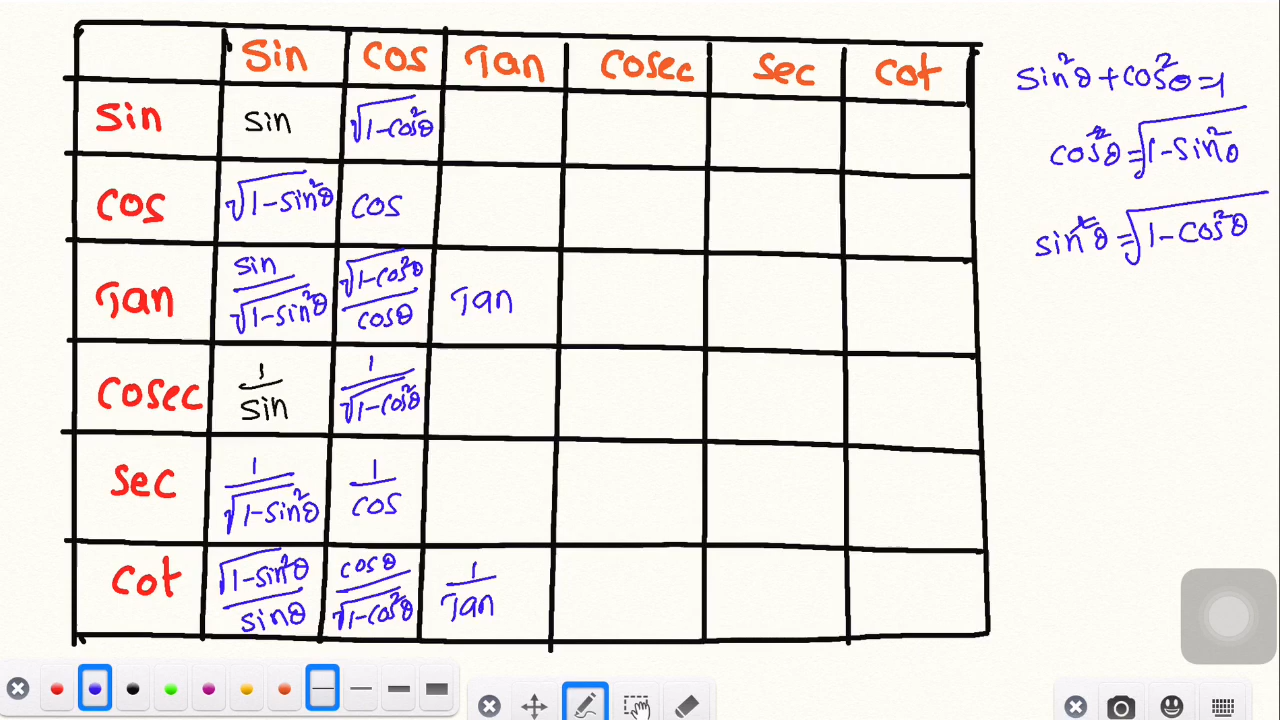 Sin cos Tan cosec sec cot
sin sin √1-cos²θ
cos √1-sin²θ cos
Tan sin/√1-sin²θ √1-cos²θ/cosθ Tan
cosec 1/sin 1/√1-cos²θ
sec 1/√1-sin²θ 1/cos
cot √1-sin²θ/sinθ cosθ/√1-cos²θ 1/Tan
sin²θ+cos²θ=1
cos²θ=√1-sin²θ
sin²θ=√1-cos²θ